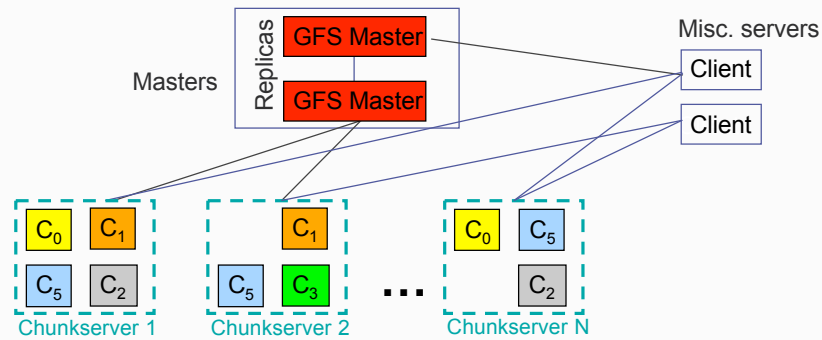 Masters
Replicas
GFS Master
GFS Master
Misc. servers
Client
Client
C₀ C₁
C₅ C₂
Chunkserver 1
C₁
C₅ C₃
Chunkserver 2
...
C₀ C₅
C₂
Chunkserver N